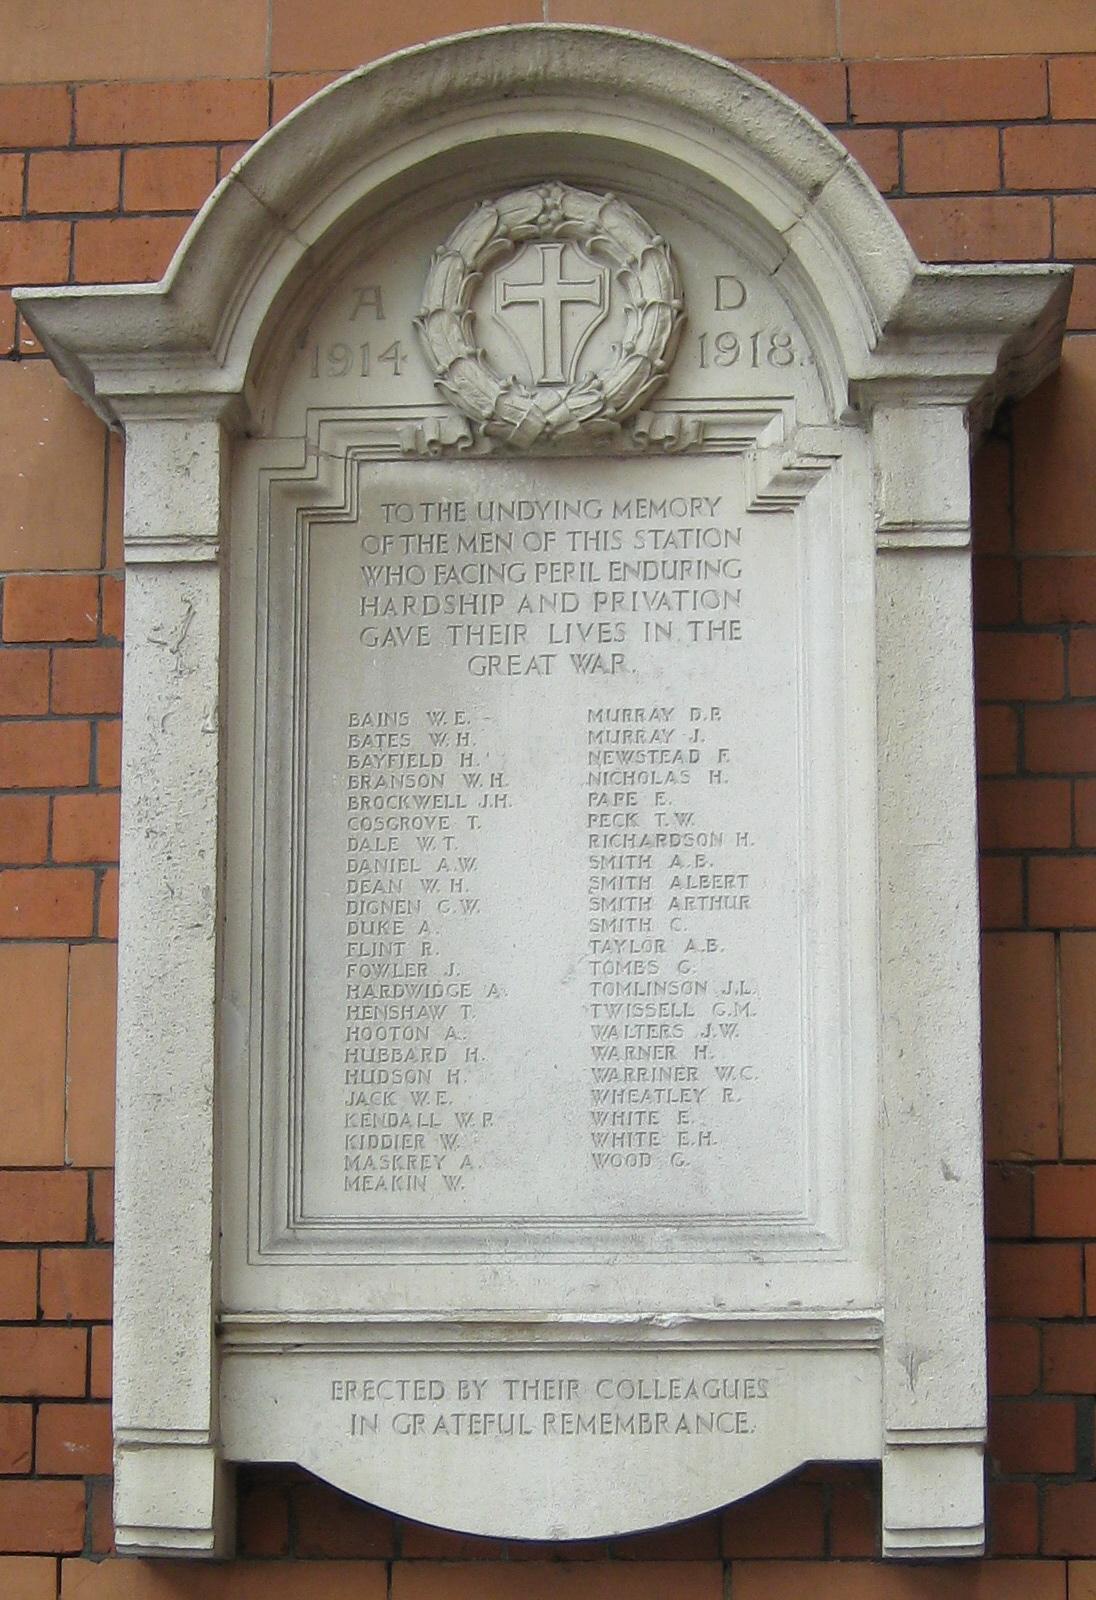 A D
1914 1918
TO THE UNDYING MEMORY
OF THE MEN OF THIS STATION
WHO FACING PERIL ENDURING
HARDSHIP AND PRIVATION
GAVE THEIR LIVES IN THE
GREAT WAR.
BAINS W.E.
BATES W.H.
BAYFIELD H.
BRANSON W.H.
BROCKWELL J.H.
COSGROVE T.
DALE W.T.
DANIEL A.W.
DEAN W.H.
DIGNEN C.W.
DUKE A.
FLINT R.
FOWLER J.
HARDWIDGE A.
HENSHAW T.
HOOTON A.
HUBBARD H.
HUDSON H.
JACK W.E.
KENDALL W.P.
KIDDIER W.
MASKREY A.
MEAKIN W.
MURRAY D.P.
MURRAY J.
NEWSTEAD F.
NICHOLAS H.
PAPE E.
PECK T.W.
RICHARDSON H.
SMITH A.B.
SMITH ALBERT
SMITH ARTHUR
SMITH C.
TAYLOR A.B.
TOMBS G.
TOMLINSON J.L.
TWISSELL G.M.
WALTERS J.W.
WARNER H.
WARRINER W.C.
WHEATLEY R.
WHITE E.
WHITE E.H.
WOOD G.
ERECTED BY THEIR COLLEAGUES
IN GRATEFUL REMEMBRANCE.